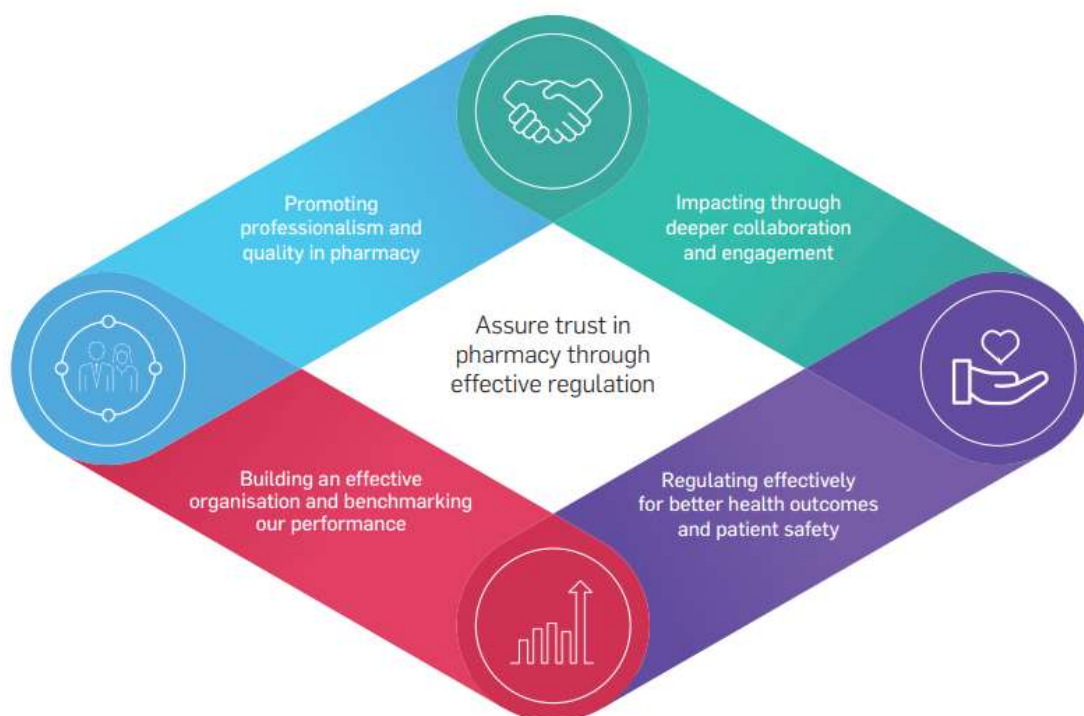 Promoting
professionalism and
quality in pharmacy
Impacting through
deeper collaboration
and engagement
Assure trust in
pharmacy through
effective regulation
Building an effective
organisation and benchmarking
our performance
Regulating effectively
for better health outcomes
and patient safety